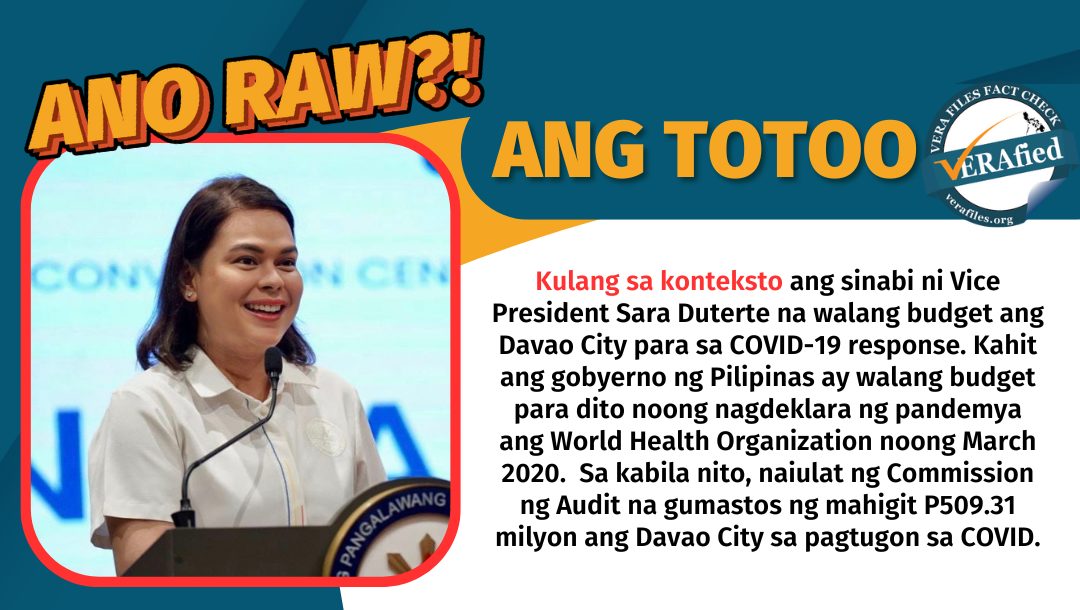 ANO RAW?!
ANG TOTOO
VERA FILES FACT CHECK
VERAfied
verafiles.org
CONVENTION CEN
Kulang sa konteksto ang sinabi ni Vice
President Sara Duterte na walang budget ang
Davao City para sa COVID-19 response. Kahit
ang gobyerno ng Pilipinas ay walang budget
para dito noong nagdeklara ng pandemya
ang World Health Organization noong March
2020. Sa kabila nito, naiulat ng Commission
ng Audit na gumastos ng mahigit P509.31
milyon ang Davao City sa pagtugon sa COVID.
PANGALAWANG